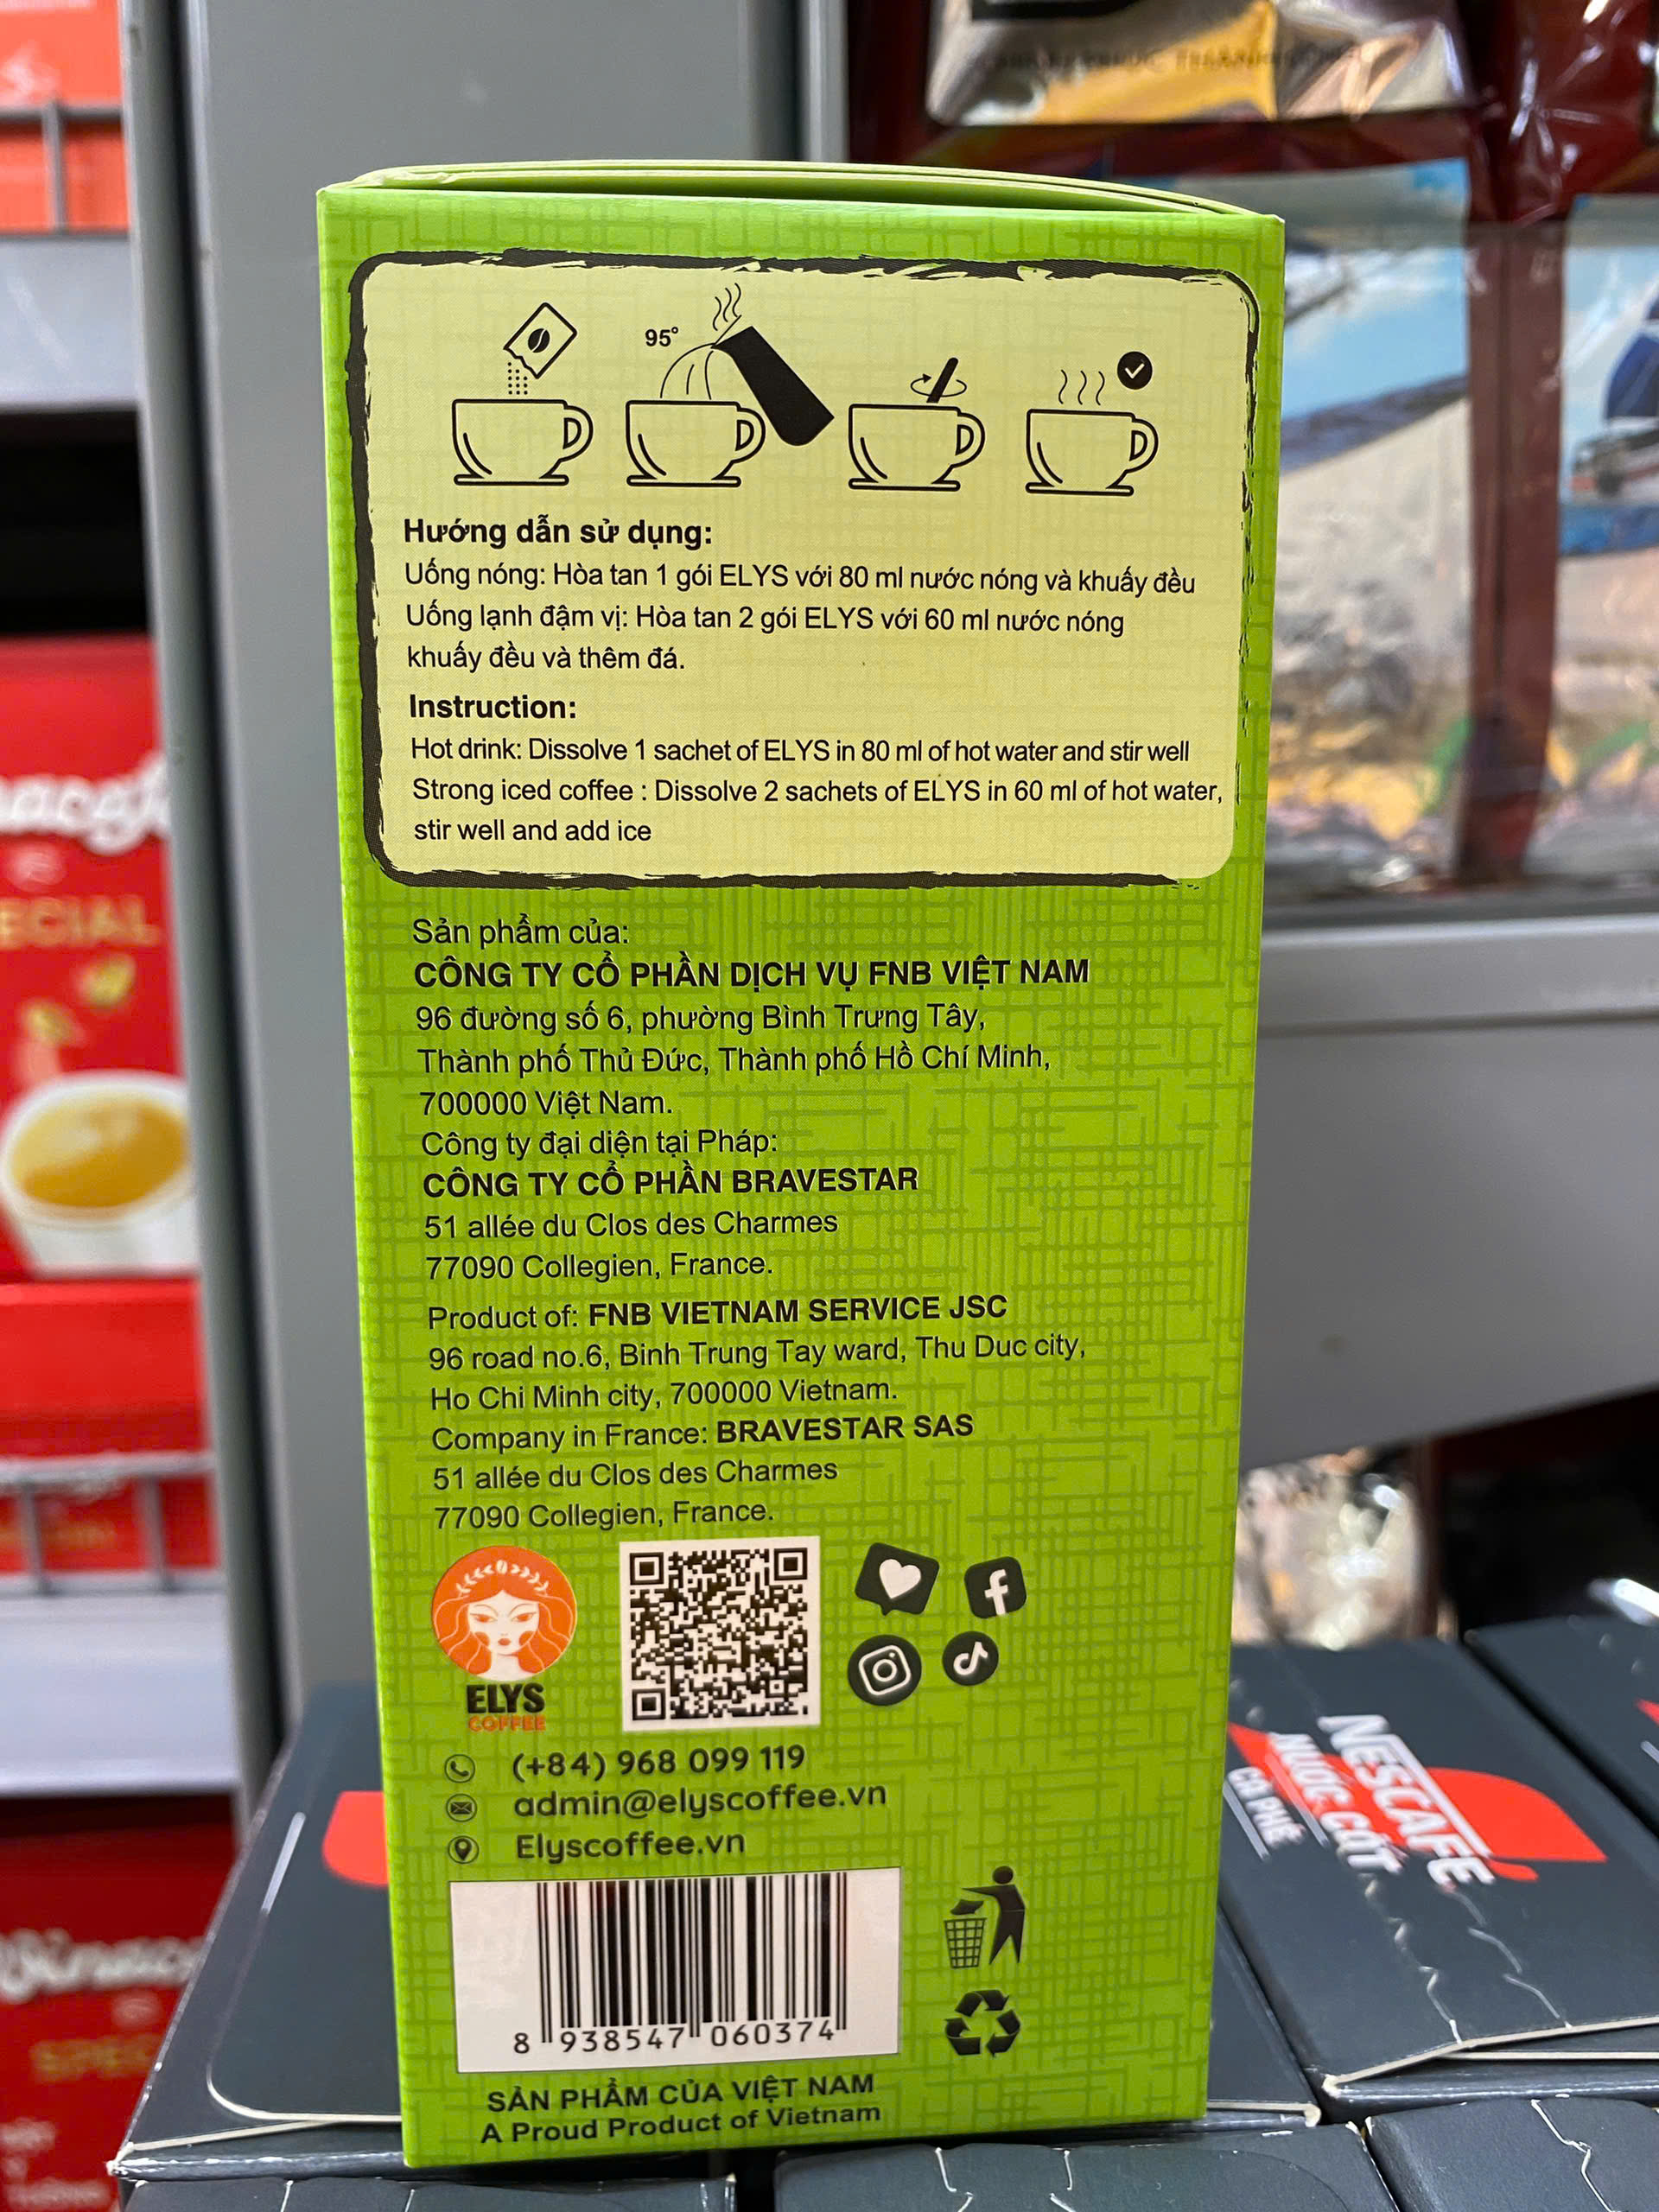 95°
Hướng dẫn sử dụng:
Uống nóng: Hòa tan 1 gói ELYS với 80 ml nước nóng và khuấy đều
Uống lạnh đậm vị: Hòa tan 2 gói ELYS với 60 ml nước nóng
khuấy đều và thêm đá.
Instruction:
Hot drink: Dissolve 1 sachet of ELYS in 80 ml of hot water and stir well
Strong iced coffee : Dissolve 2 sachets of ELYS in 60 ml of hot water,
stir well and add ice
Sản phẩm của:
CÔNG TY CỔ PHẦN DỊCH VỤ FNB VIỆT NAM
96 đường số 6, phường Bình Trưng Tây,
Thành phố Thủ Đức, Thành phố Hồ Chí Minh,
700000 Việt Nam.
Công ty đại diện tại Pháp:
CÔNG TY CỔ PHẦN BRAVESTAR
51 allée du Clos des Charmes
77090 Collegien, France.
Product of: FNB VIETNAM SERVICE JSC
96 road no.6, Binh Trung Tay ward, Thu Duc city,
Ho Chi Minh city, 700000 Vietnam.
Company in France: BRAVESTAR SAS
51 allée du Clos des Charmes
77090 Collegien, France.
ELYS
COFFEE
(+84) 968 099 119
admin@elyscoffee.vn
Elyscoffee.vn
8 938547 060374
SẢN PHẨM CỦA VIỆT NAM
A Proud Product of Vietnam
NESCAFÉ
NƯỚC CỐT
CÀ PHÊ